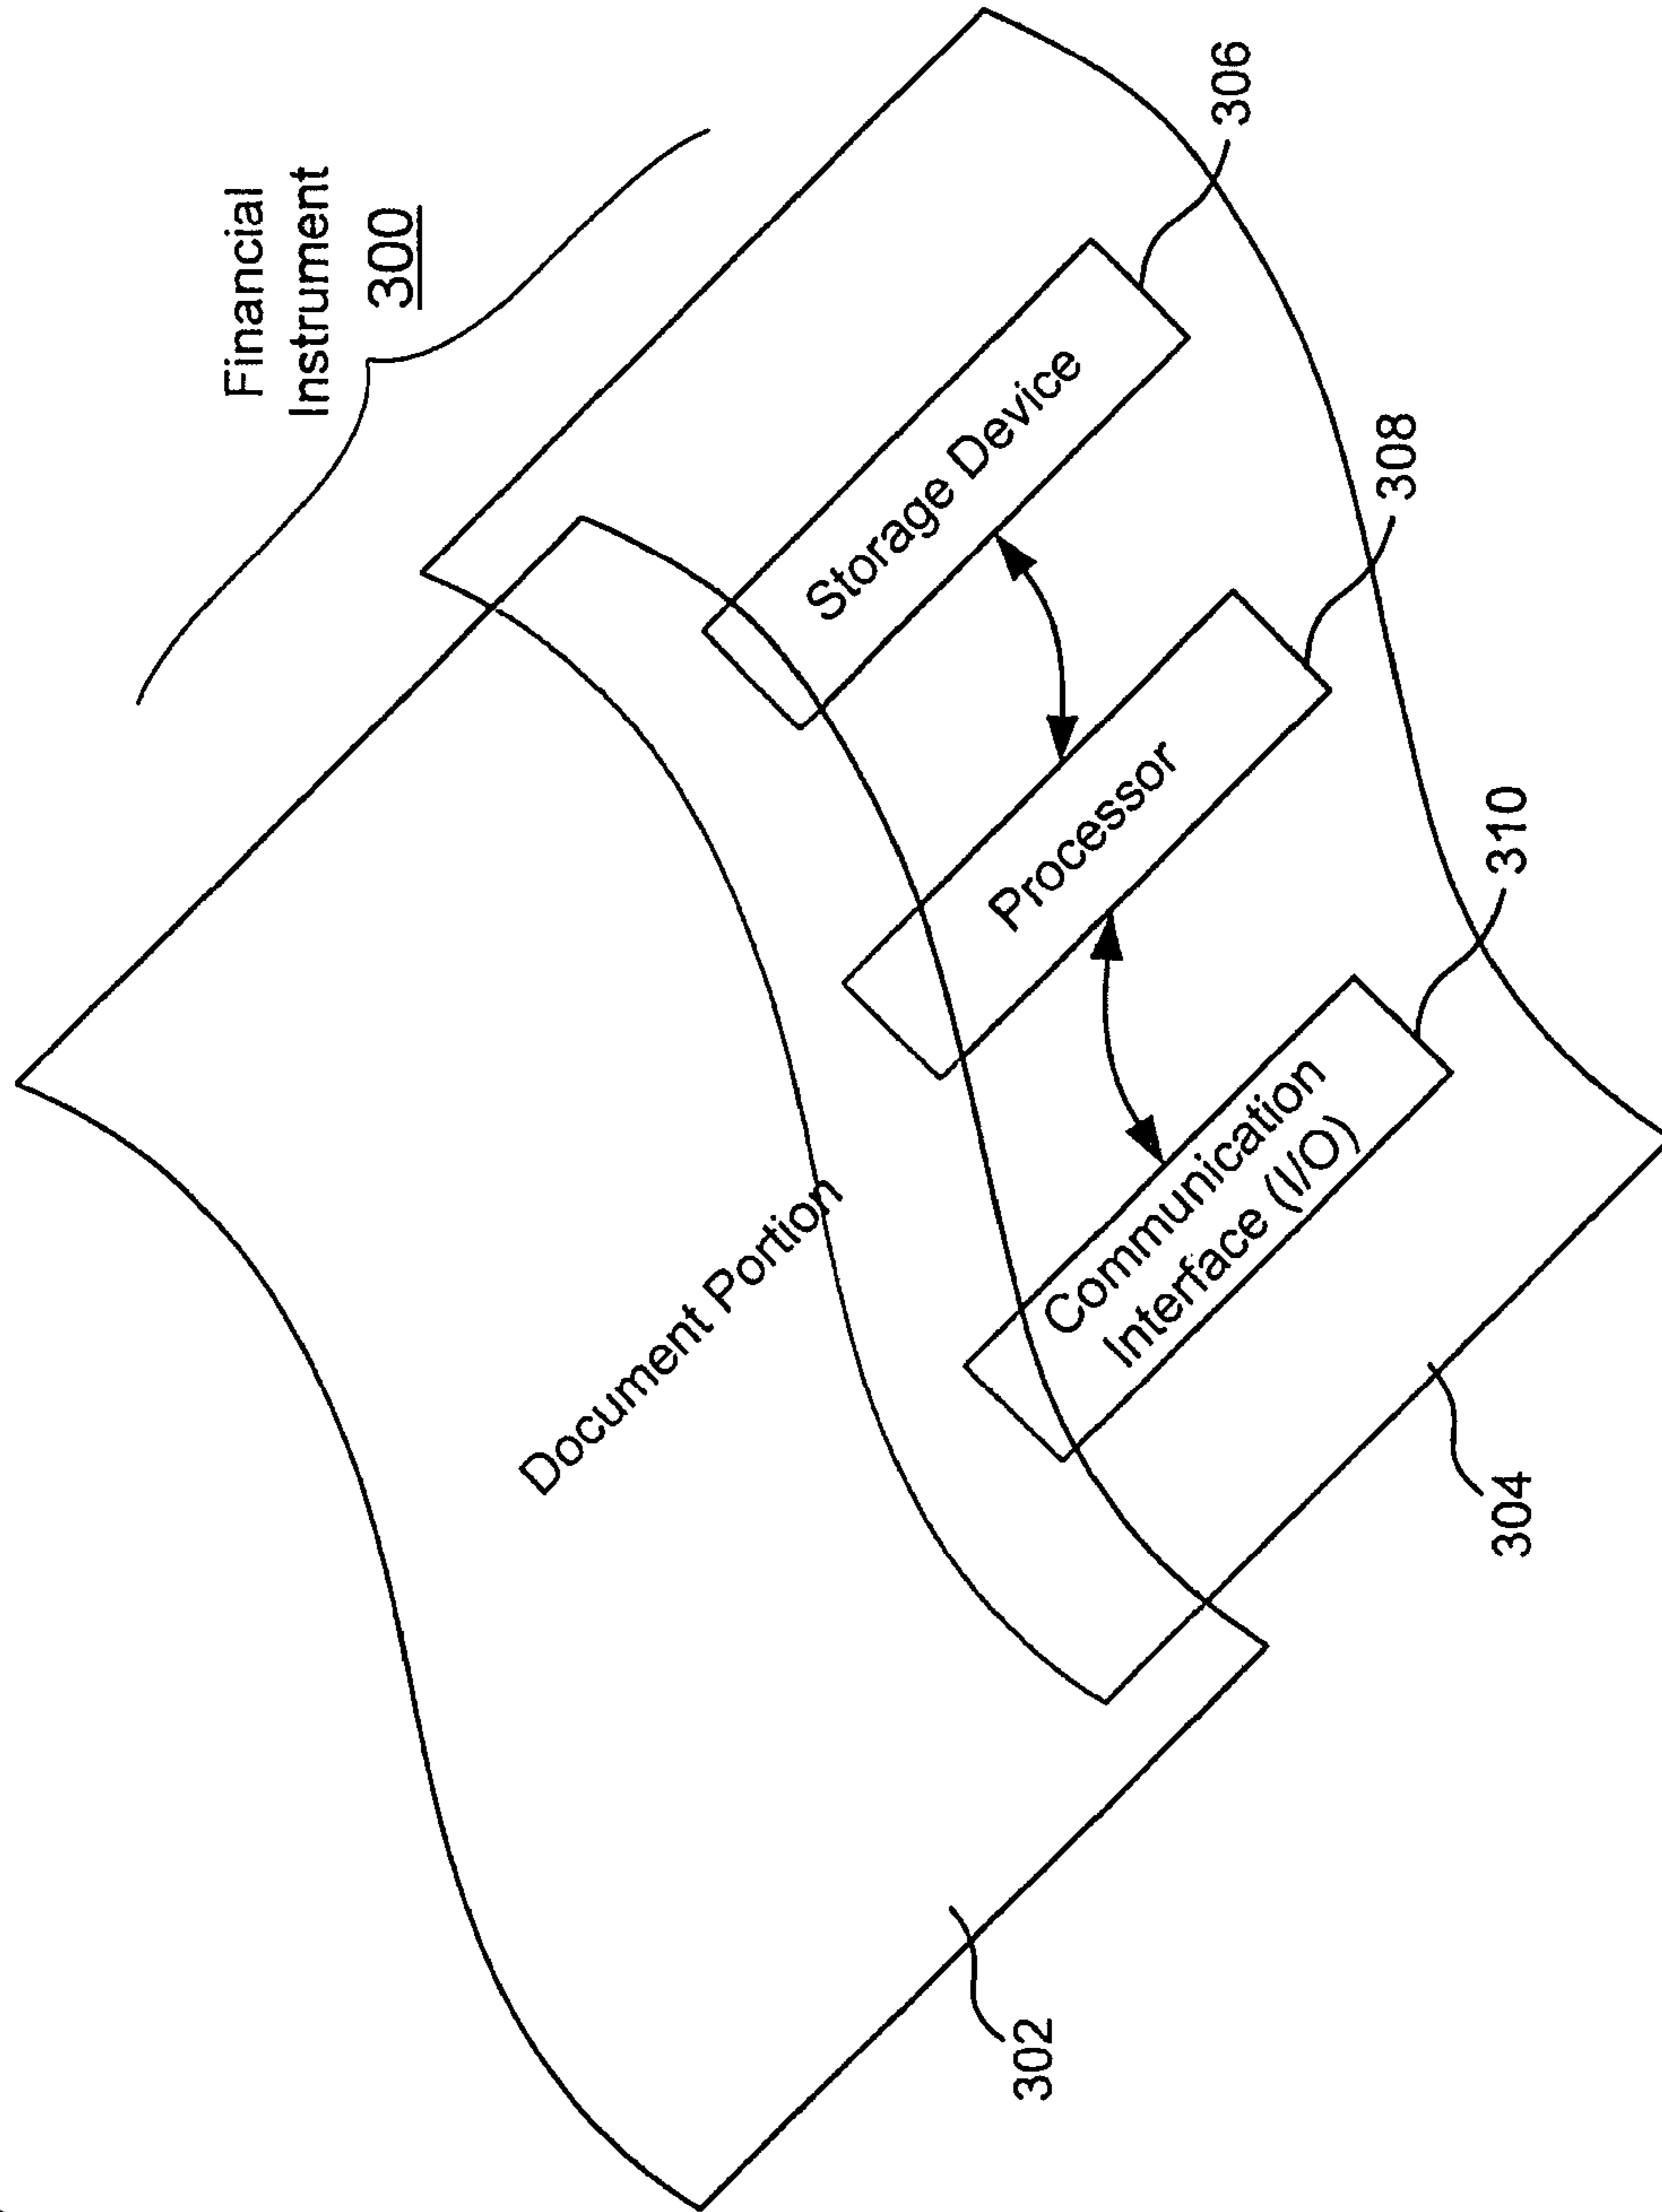 Financial
Instrument
300
Document Portion
302
304
Storage Device
306
Processor
308
Communication
Interface (I/O)
310